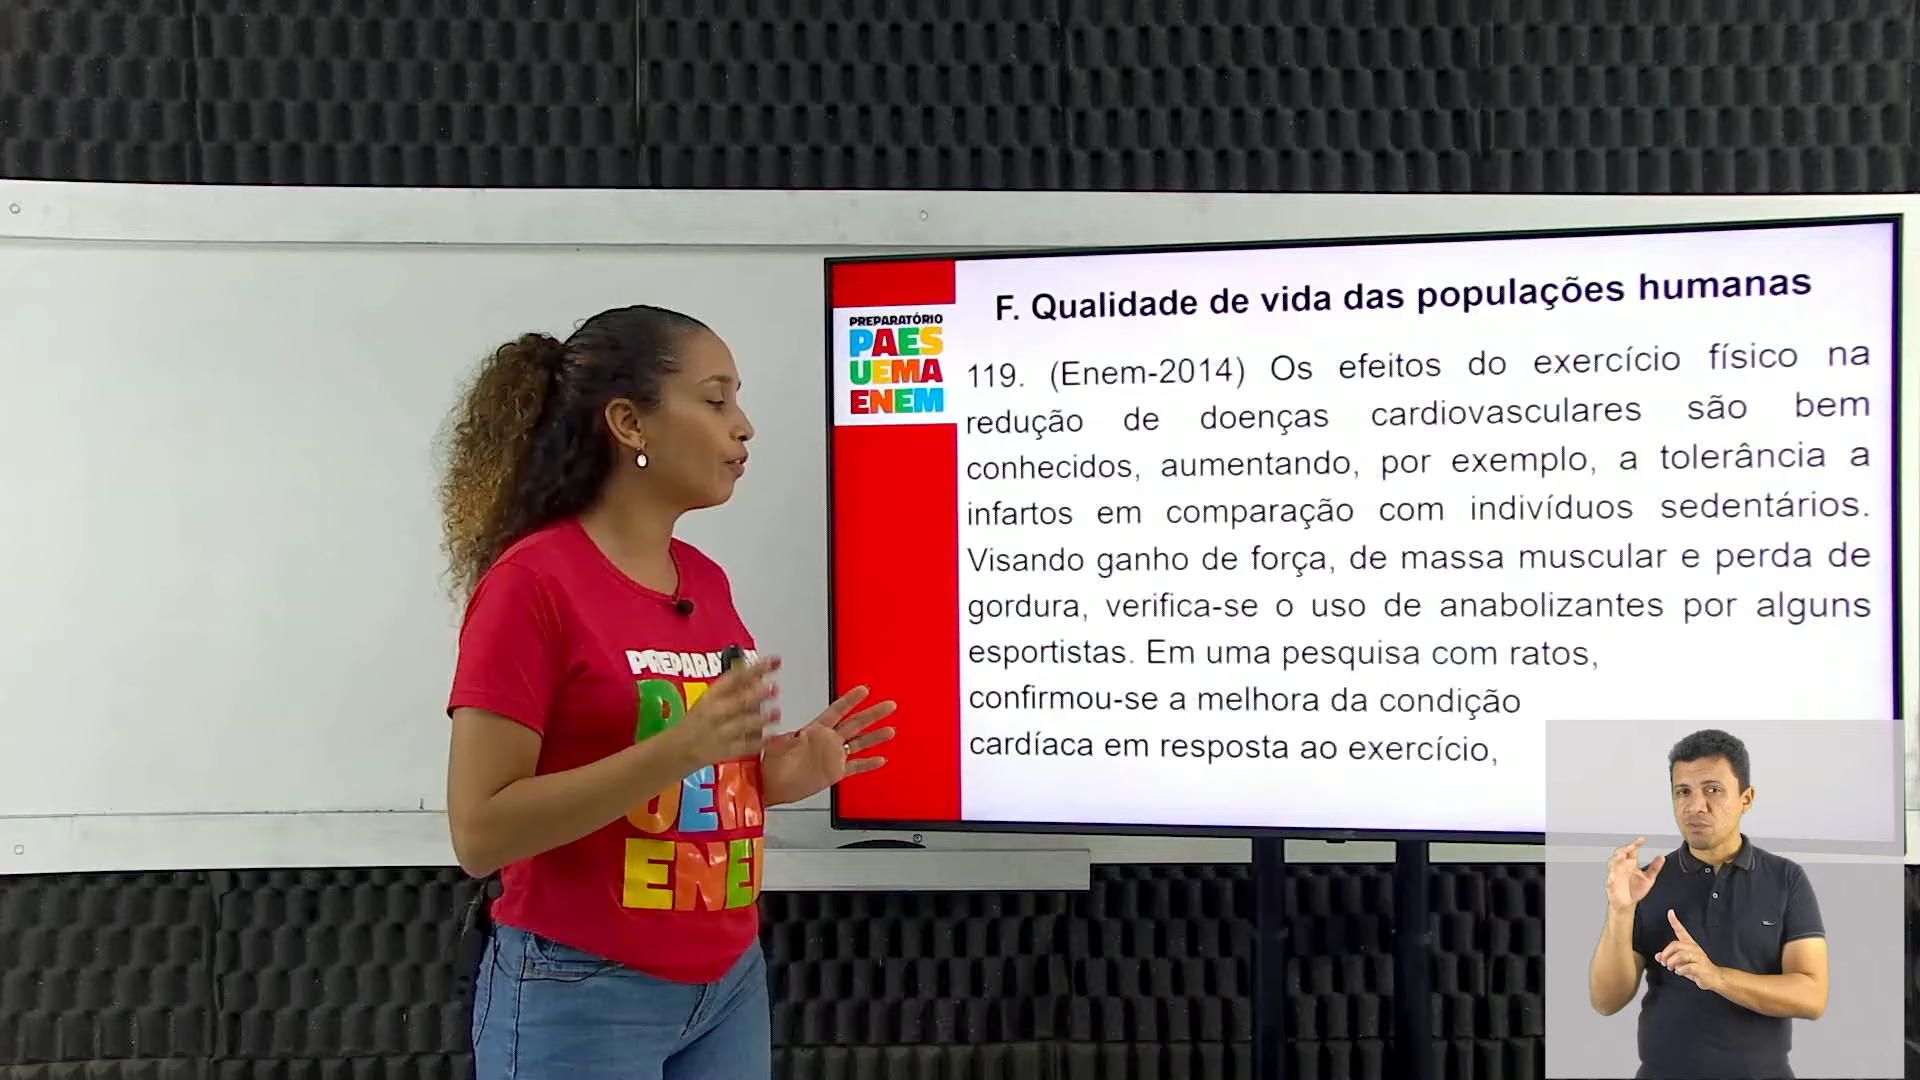 F. Qualidade de vida das populações humanas
PREPARATÓRIO
PAES
UEMA
ENEM
119. (Enem-2014) Os efeitos do exercício físico na
redução de doenças cardiovasculares são bem
conhecidos, aumentando, por exemplo, a tolerância a
infartos em comparação com indivíduos sedentários.
Visando ganho de força, de massa muscular e perda de
gordura, verifica-se o uso de anabolizantes por alguns
esportistas. Em uma pesquisa com ratos,
confirmou-se a melhora da condição
cardíaca em resposta ao exercício,